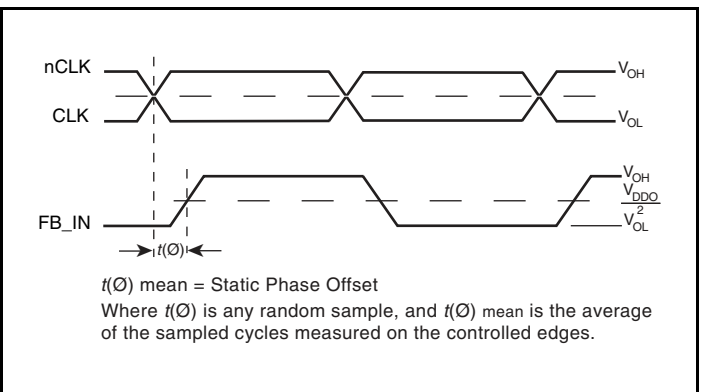 nCLK
V_OH
CLK
V_OL
V_OH
V_DDO
2
FB_IN
V_OL
t(Ø)
t(Ø) mean = Static Phase Offset
Where t(Ø) is any random sample, and t(Ø) mean is the average
of the sampled cycles measured on the controlled edges.